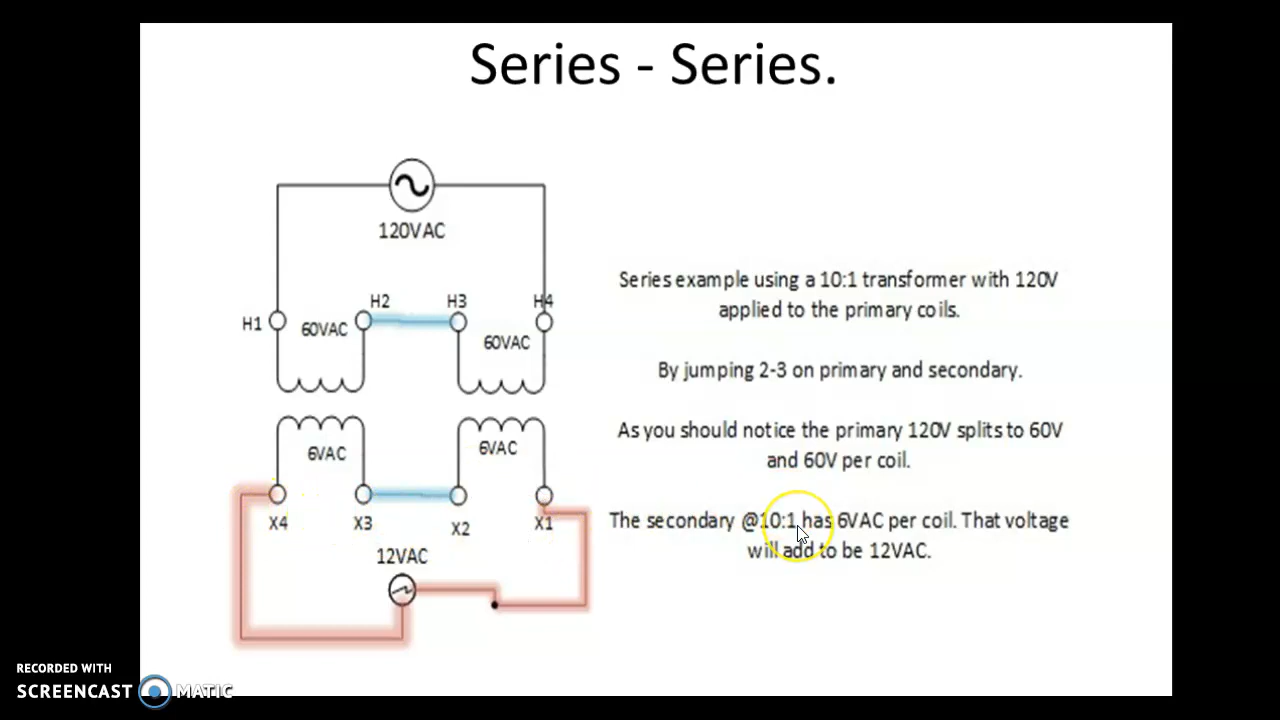 Series - Series.
120VAC
H1
H2
H3
H4
60VAC
60VAC
6VAC
6VAC
X4
X3
X2
X1
12VAC
Series example using a 10:1 transformer with 120V
applied to the primary coils.
By jumping 2-3 on primary and secondary.
As you should notice the primary 120V splits to 60V
and 60V per coil.
The secondary @10:1 has 6VAC per coil. That voltage
will add to be 12VAC.
RECORDED WITH
SCREENCAST MATIC